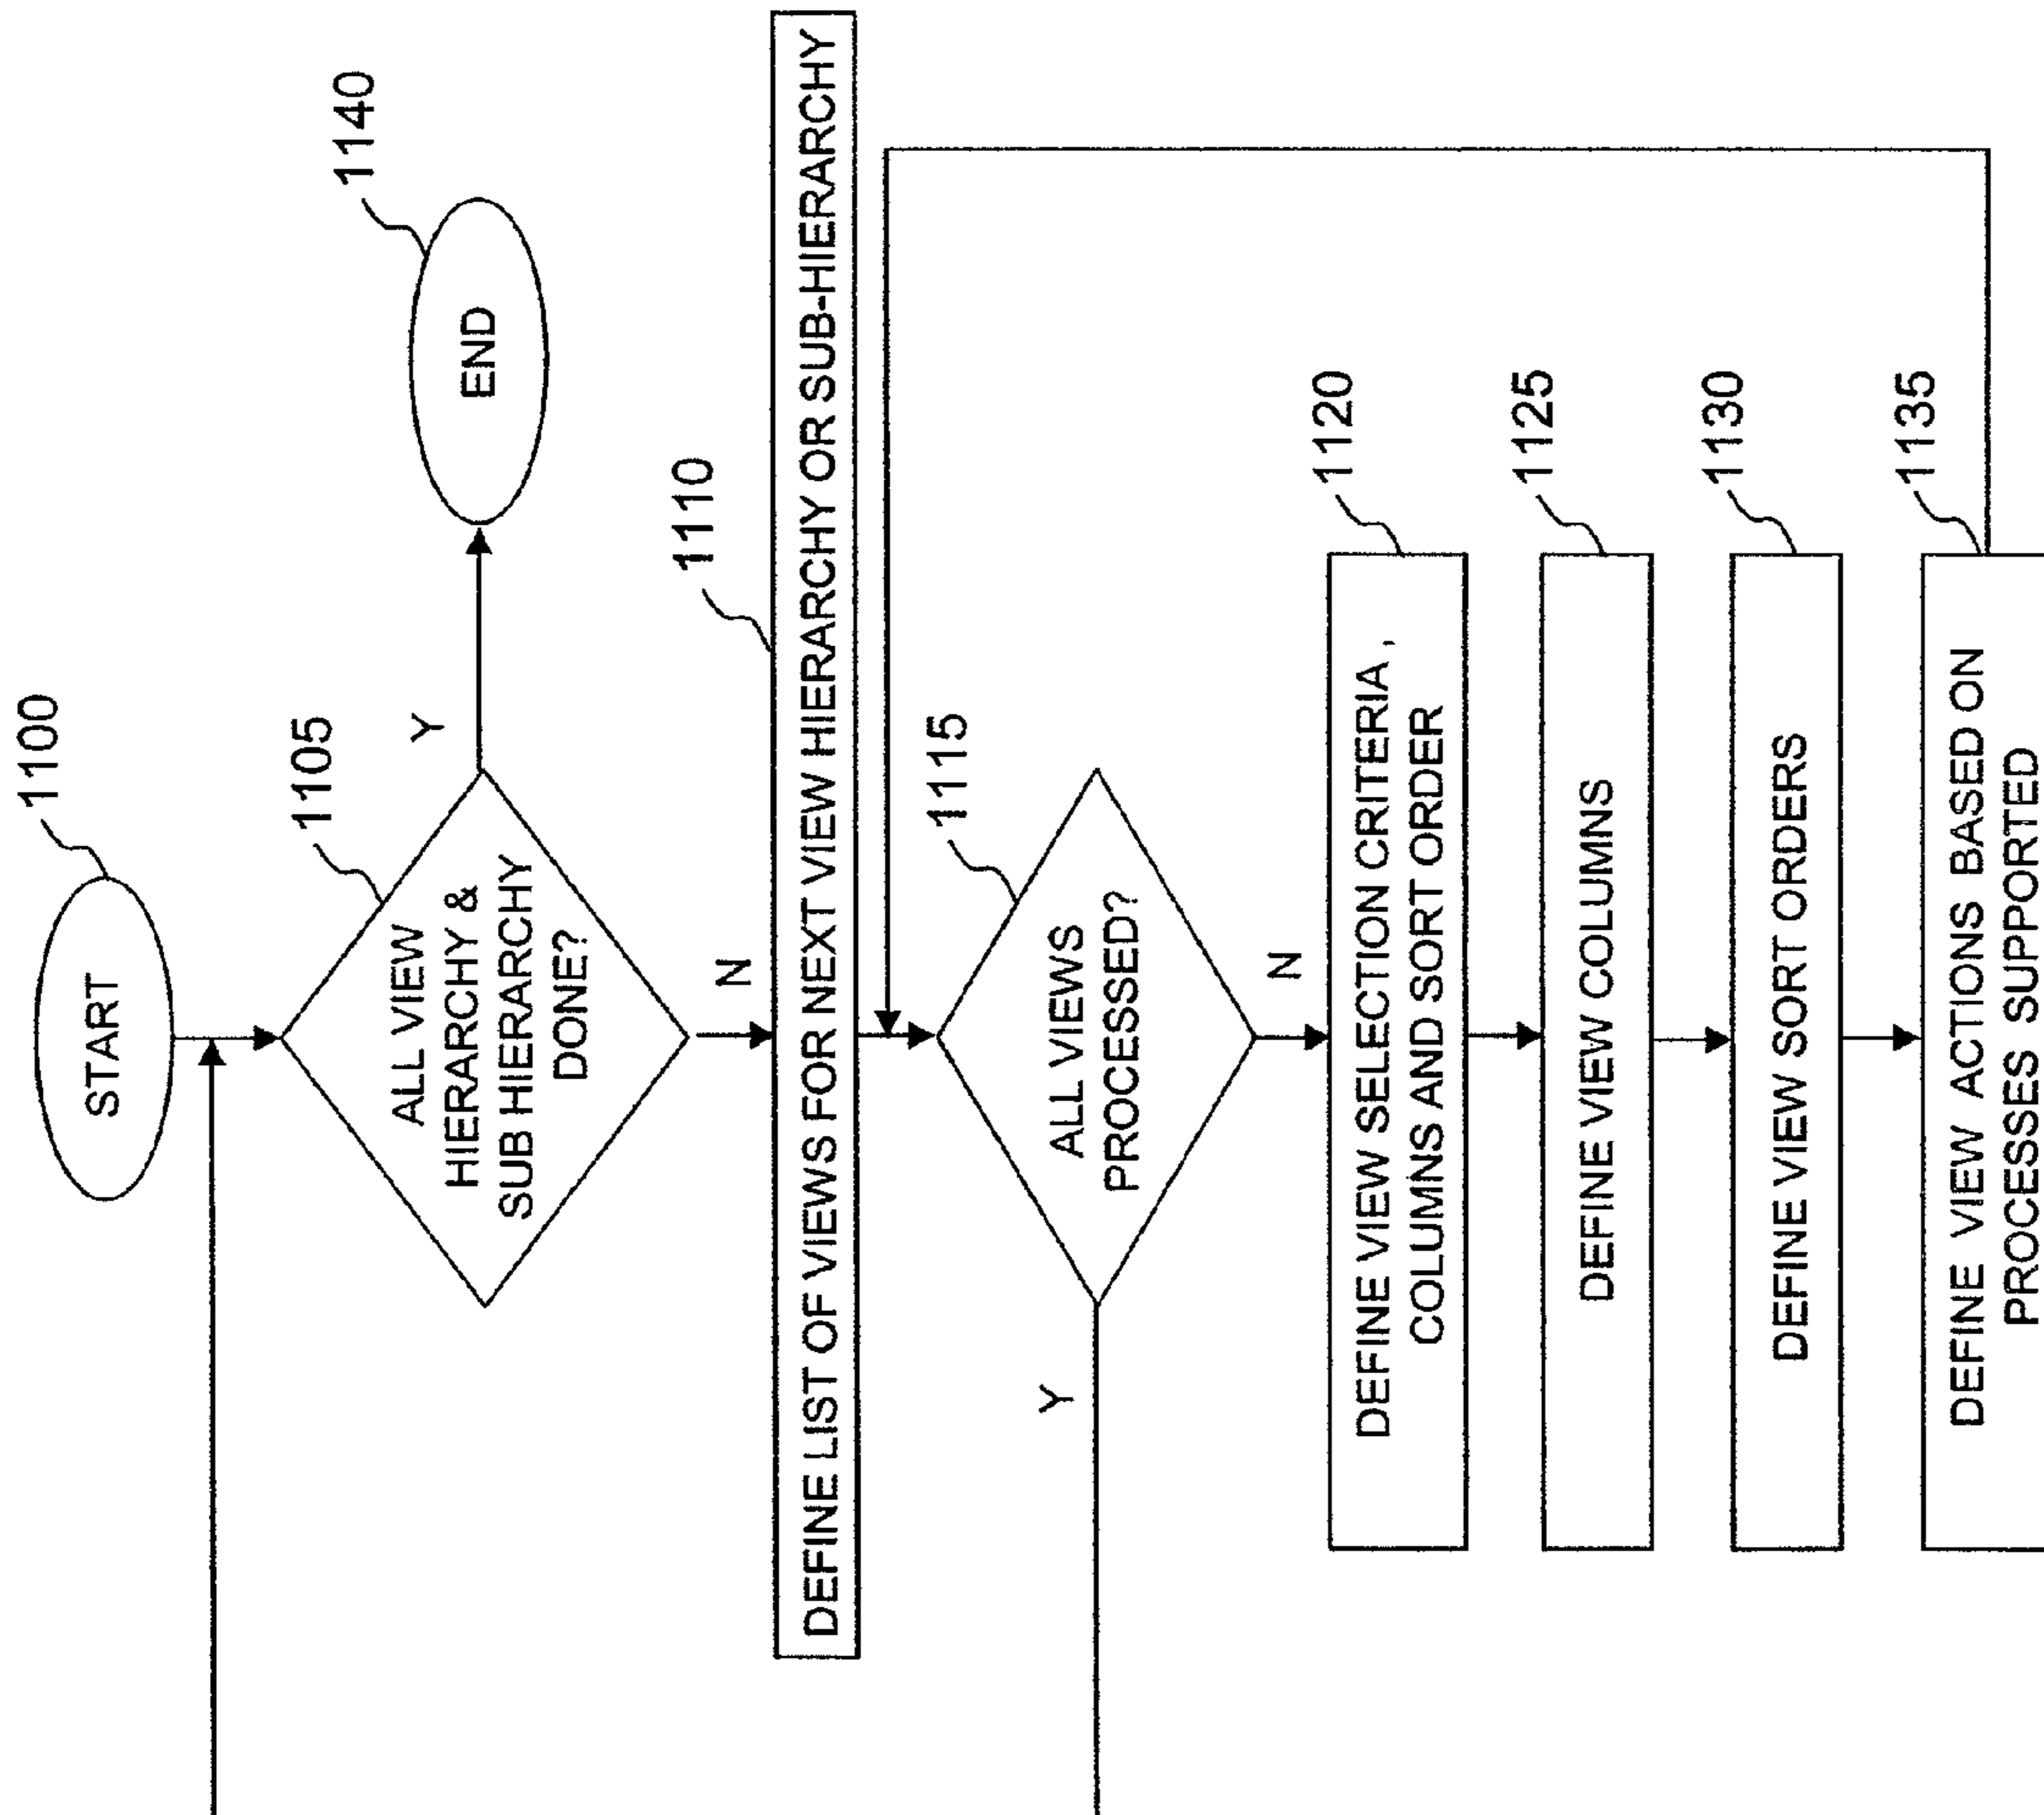 1100
START
1105
ALL VIEW
HIERARCHY &
SUB HIERARCHY
DONE?
Y
1140
END
N
1110
DEFINE LIST OF VIEWS FOR NEXT VIEW HIERARCHY OR SUB-HIERARCHY
1115
ALL VIEWS
PROCESSED?
Y
N
1120
DEFINE VIEW SELECTION CRITERIA,
COLUMNS AND SORT ORDER
1125
DEFINE VIEW COLUMNS
1130
DEFINE VIEW SORT ORDERS
1135
DEFINE VIEW ACTIONS BASED ON
PROCESSES SUPPORTED